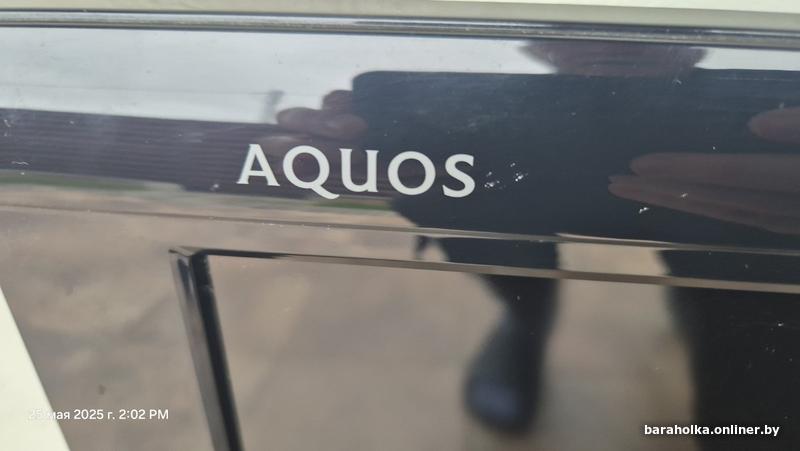 AQUOS
25 мая 2025 г. 2:02 PM
baraholka.onliner.by